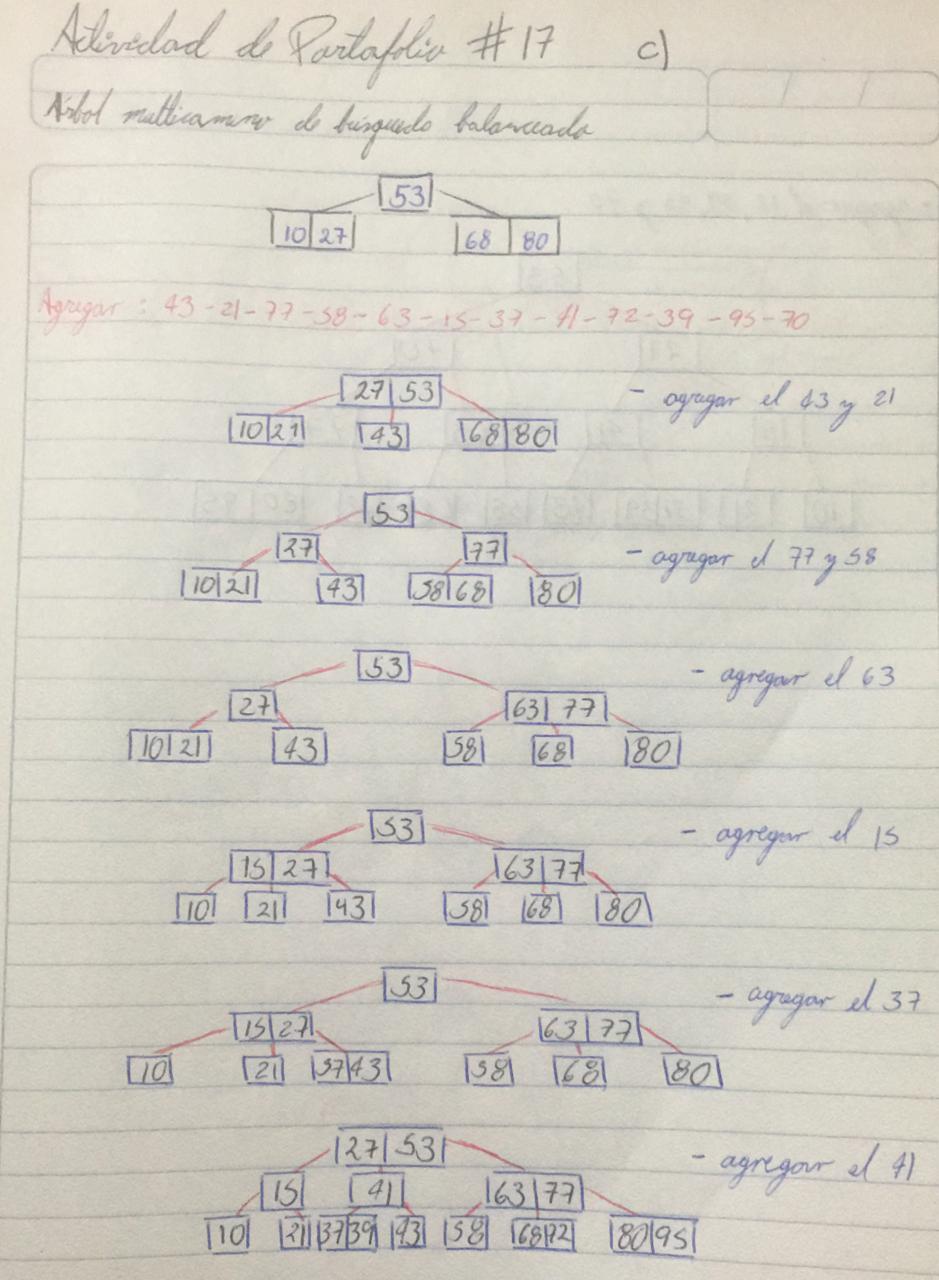 Actividad de Portafolio #17 c)
Arbol multicamino de búsqueda balanceado
53
10 27 68 80
Agregar : 43 - 21 - 77 - 58 - 63 - 15 - 37 - 41 - 72 - 39 - 95 - 70
27 53 - agregar el 43 y 21
10 21 43 68 80
53
27 77 - agregar el 77 y 58
10 21 43 58 68 80
53 - agregar el 63
27 63 77
10 21 43 58 68 80
53 - agregar el 15
15 27 63 77
10 21 43 58 68 80
53 - agregar el 37
15 27 63 77
10 21 37 43 58 68 80
27 53 - agregar el 41
15 41 63 77
10 21 37 39 43 58 68 72 80 95